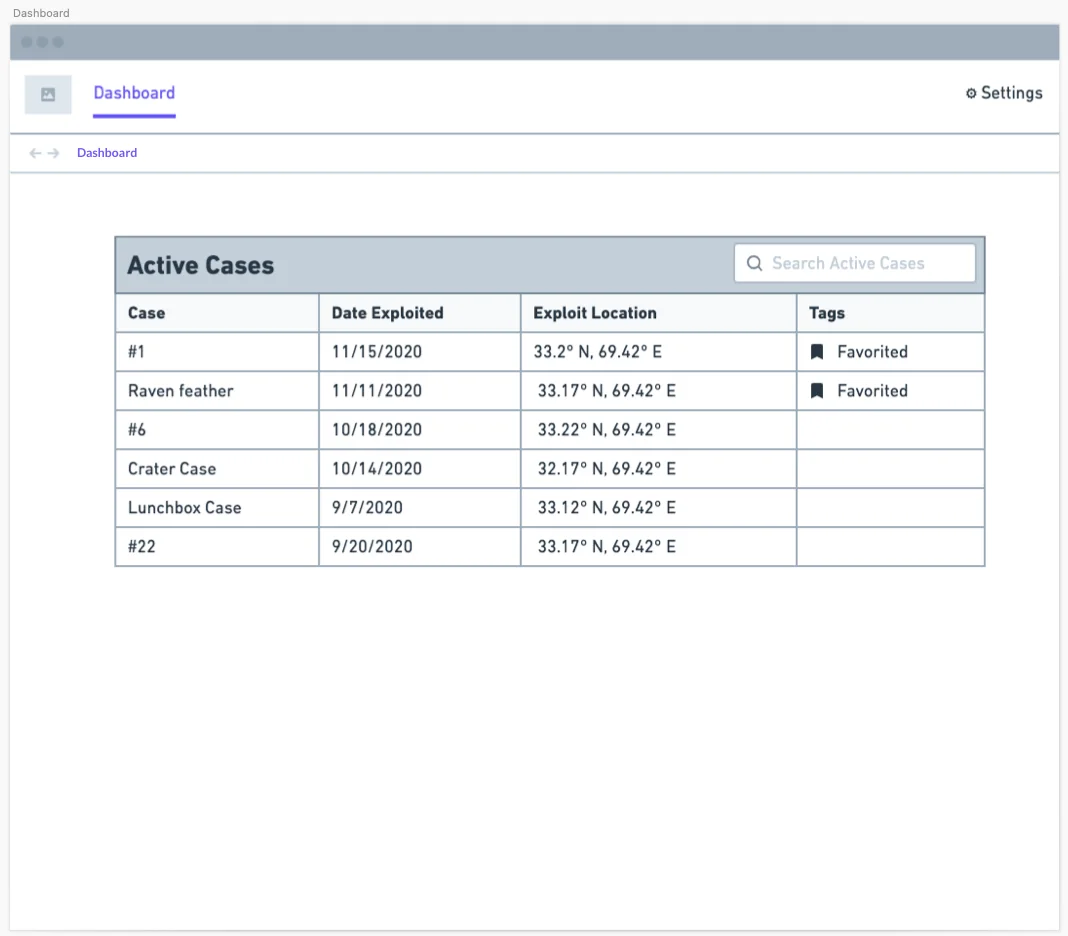 Dashboard
Dashboard
Settings
Dashboard
Active Cases
Search Active Cases
Case Date Exploited Exploit Location Tags
#1 11/15/2020 33.2° N, 69.42° E Favorited
Raven feather 11/11/2020 33.17° N, 69.42° E Favorited
#6 10/18/2020 33.22° N, 69.42° E
Crater Case 10/14/2020 32.17° N, 69.42° E
Lunchbox Case 9/7/2020 33.12° N, 69.42° E
#22 9/20/2020 33.17° N, 69.42° E